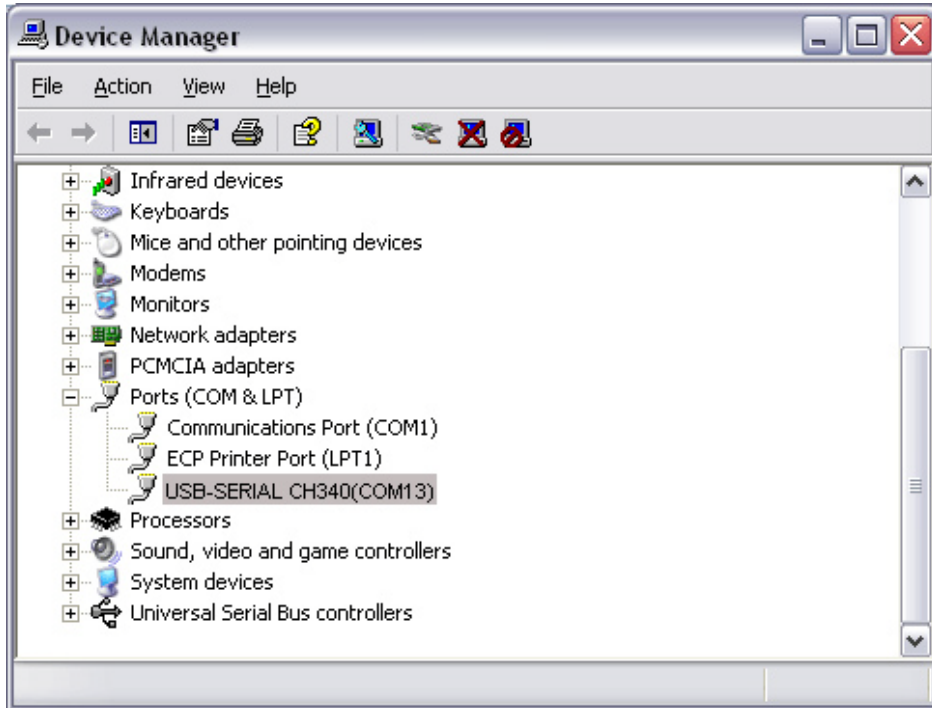 Device Manager
File Action View Help
Infrared devices
Keyboards
Mice and other pointing devices
Modems
Monitors
Network adapters
PCMCIA adapters
Ports (COM & LPT)
Communications Port (COM1)
ECP Printer Port (LPT1)
USB-SERIAL CH340(COM13)
Processors
Sound, video and game controllers
System devices
Universal Serial Bus controllers